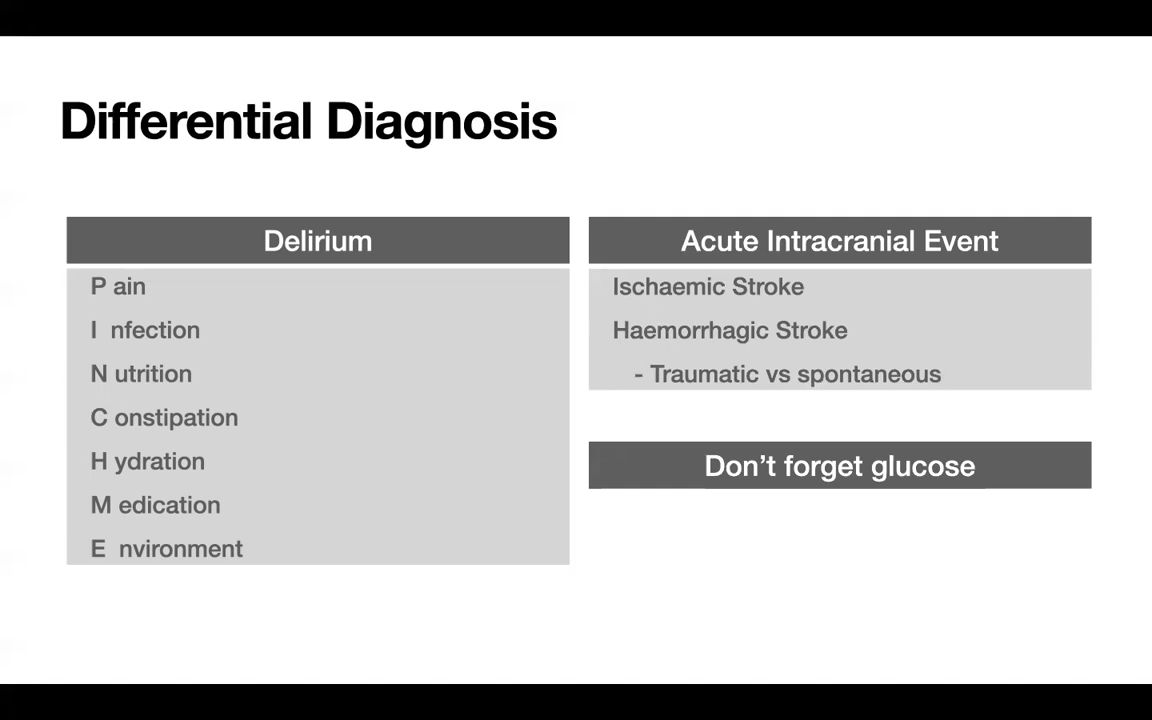 Differential Diagnosis
Delirium
P ain
I nfection
N utrition
C onstipation
H ydration
M edication
E nvironment
Acute Intracranial Event
Ischaemic Stroke
Haemorrhagic Stroke
- Traumatic vs spontaneous
Don’t forget glucose